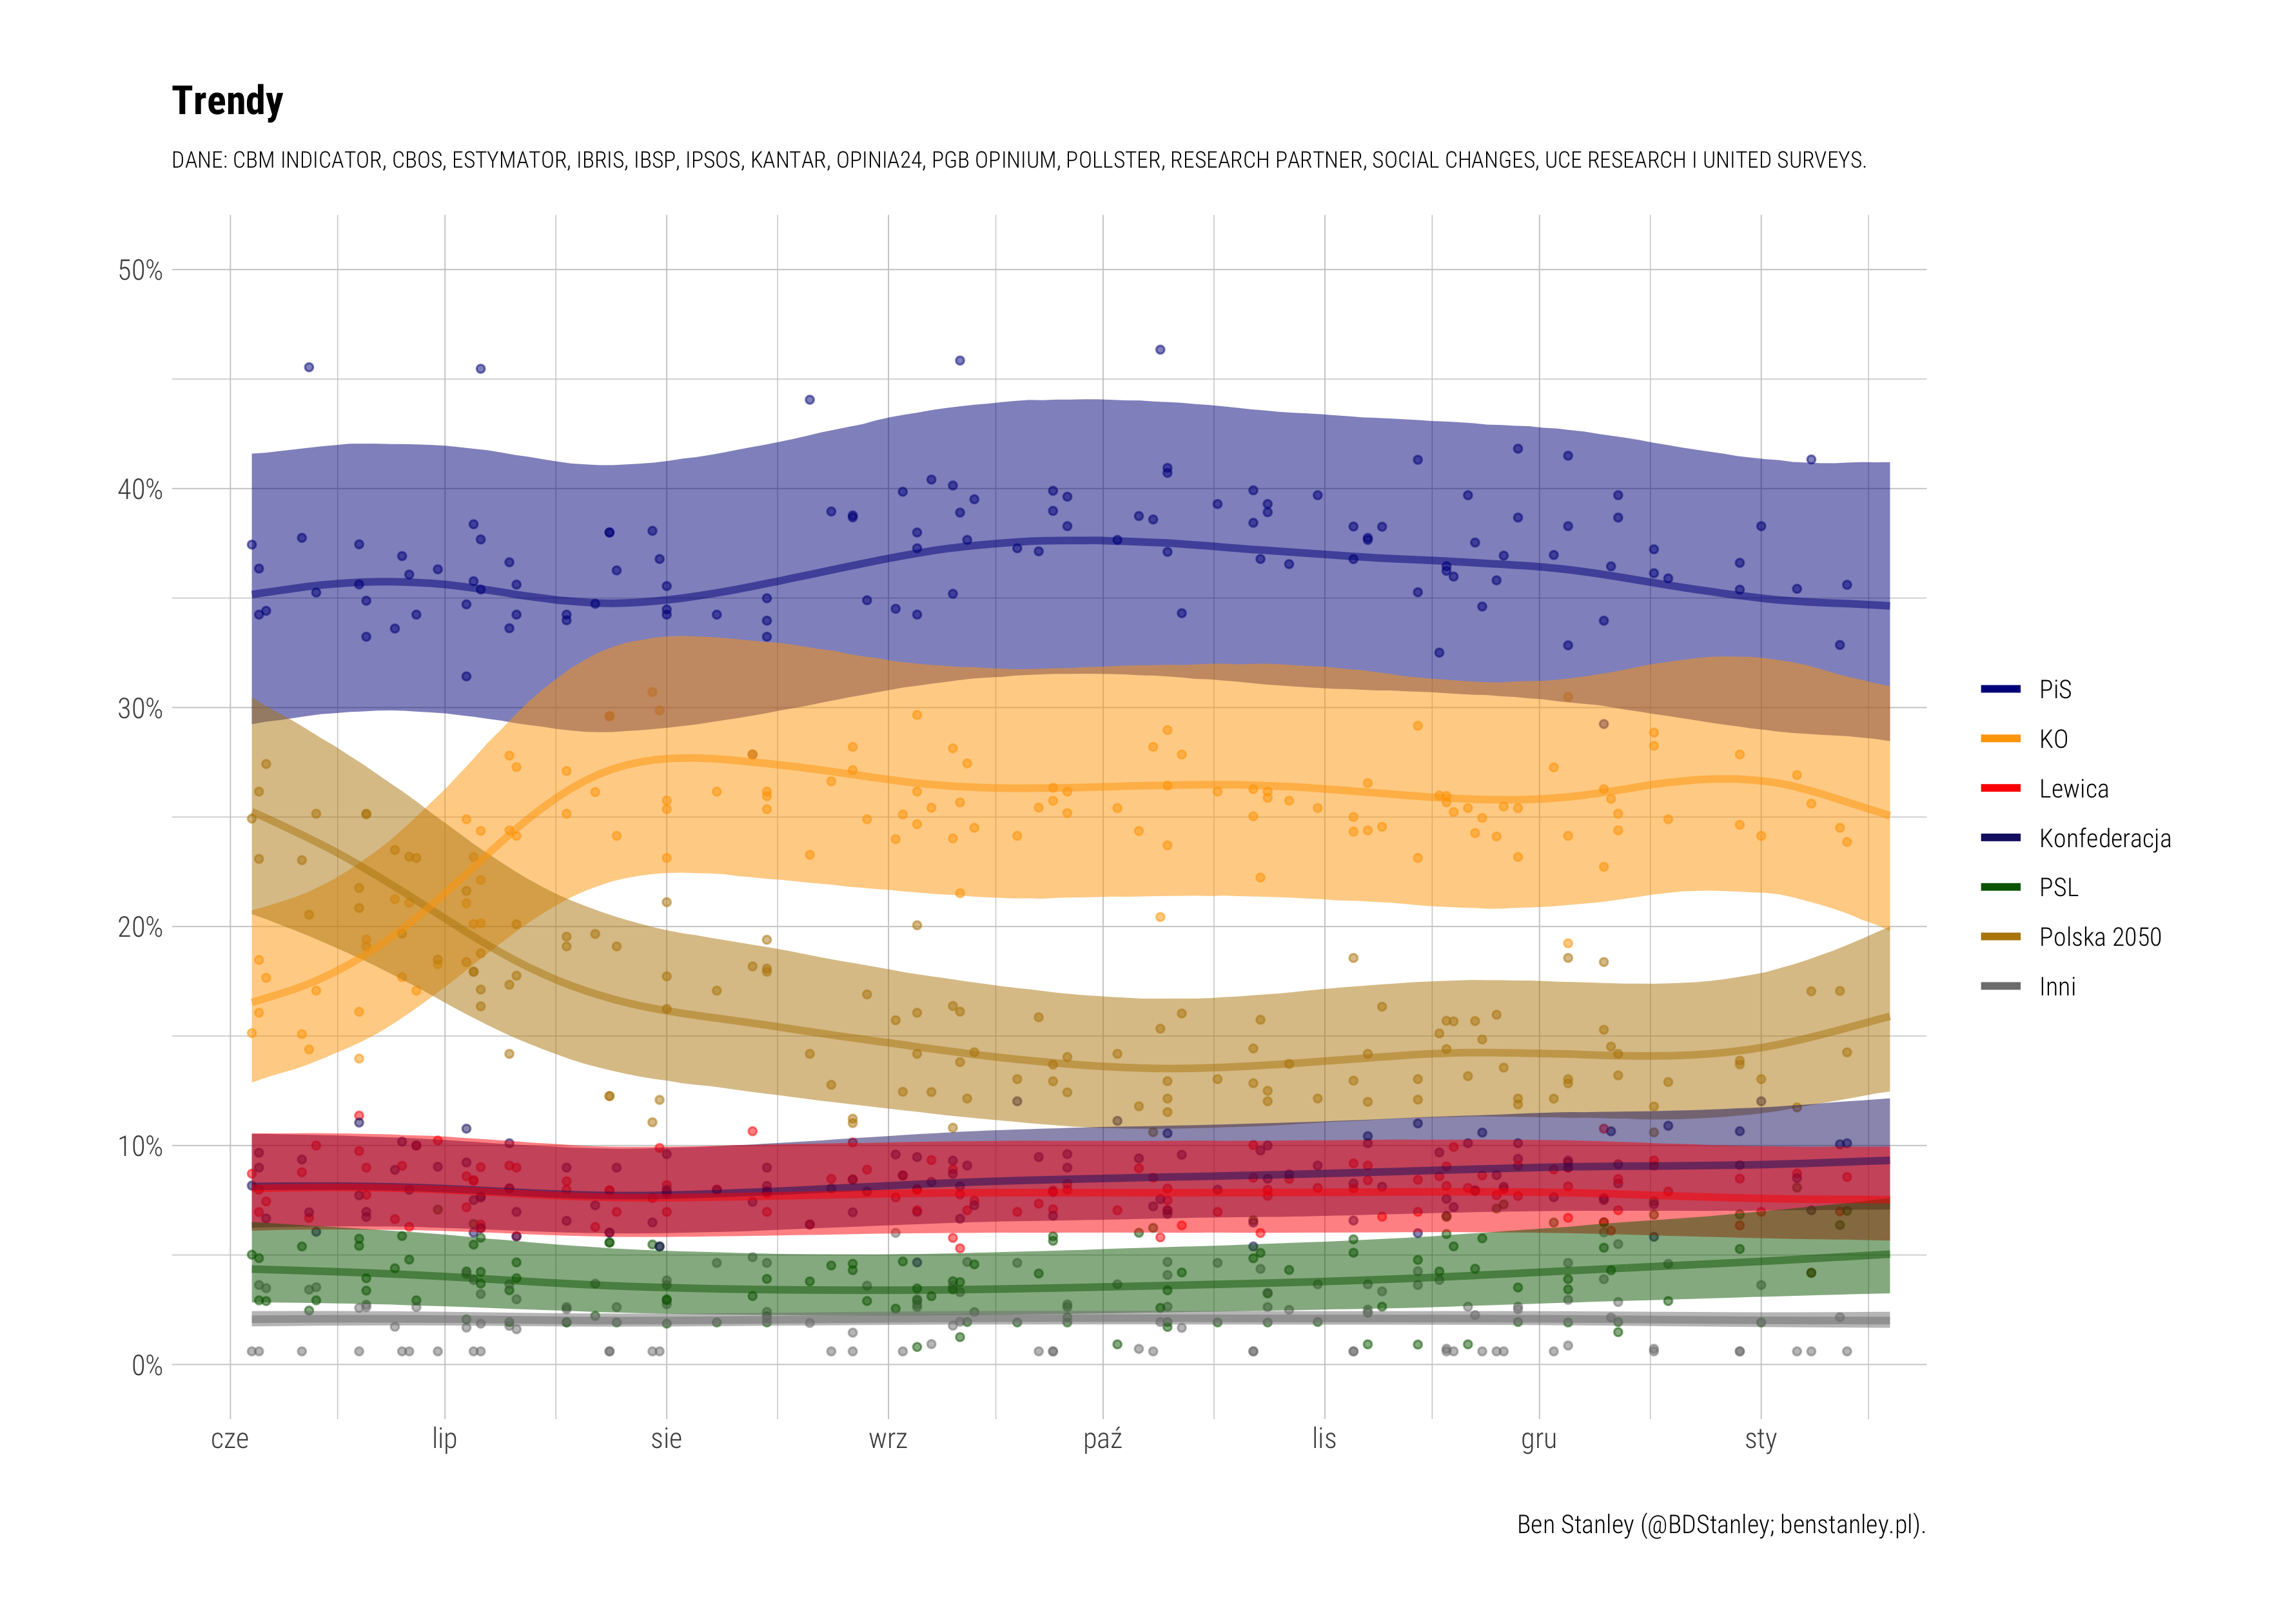 Trendy
DANE: CBM INDICATOR, CBOS, ESTYMATOR, IBRIS, IBSP, IPSOS, KANTAR, OPINIA24, PGB OPINIUM, POLLSTER, RESEARCH PARTNER, SOCIAL CHANGES, UCE RESEARCH I UNITED SURVEYS.
50%
40%
30%
20%
10%
0%
cze lip sie wrz paź lis gru sty
PiS
KO
Lewica
Konfederacja
PSL
Polska 2050
Inni
Ben Stanley (@BDStanley; benstanley.pl).